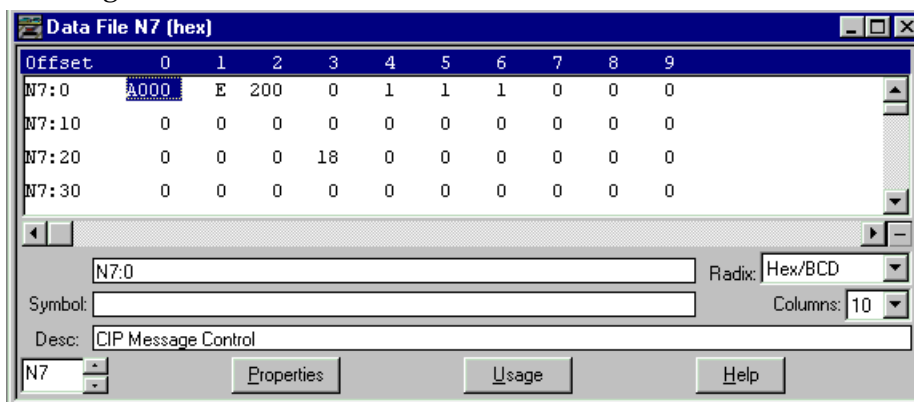 Data File N7 (hex)
Offset 0 1 2 3 4 5 6 7 8 9
N7:0 A000 E 200 0 1 1 1 0 0 0
N7:10 0 0 0 0 0 0 0 0 0 0
N7:20 0 0 0 18 0 0 0 0 0 0
N7:30 0 0 0 0 0 0 0 0 0 0
N7:0 Radix: Hex/BCD
Symbol: Columns: 10
Desc: CIP Message Control
N7 Properties Usage Help